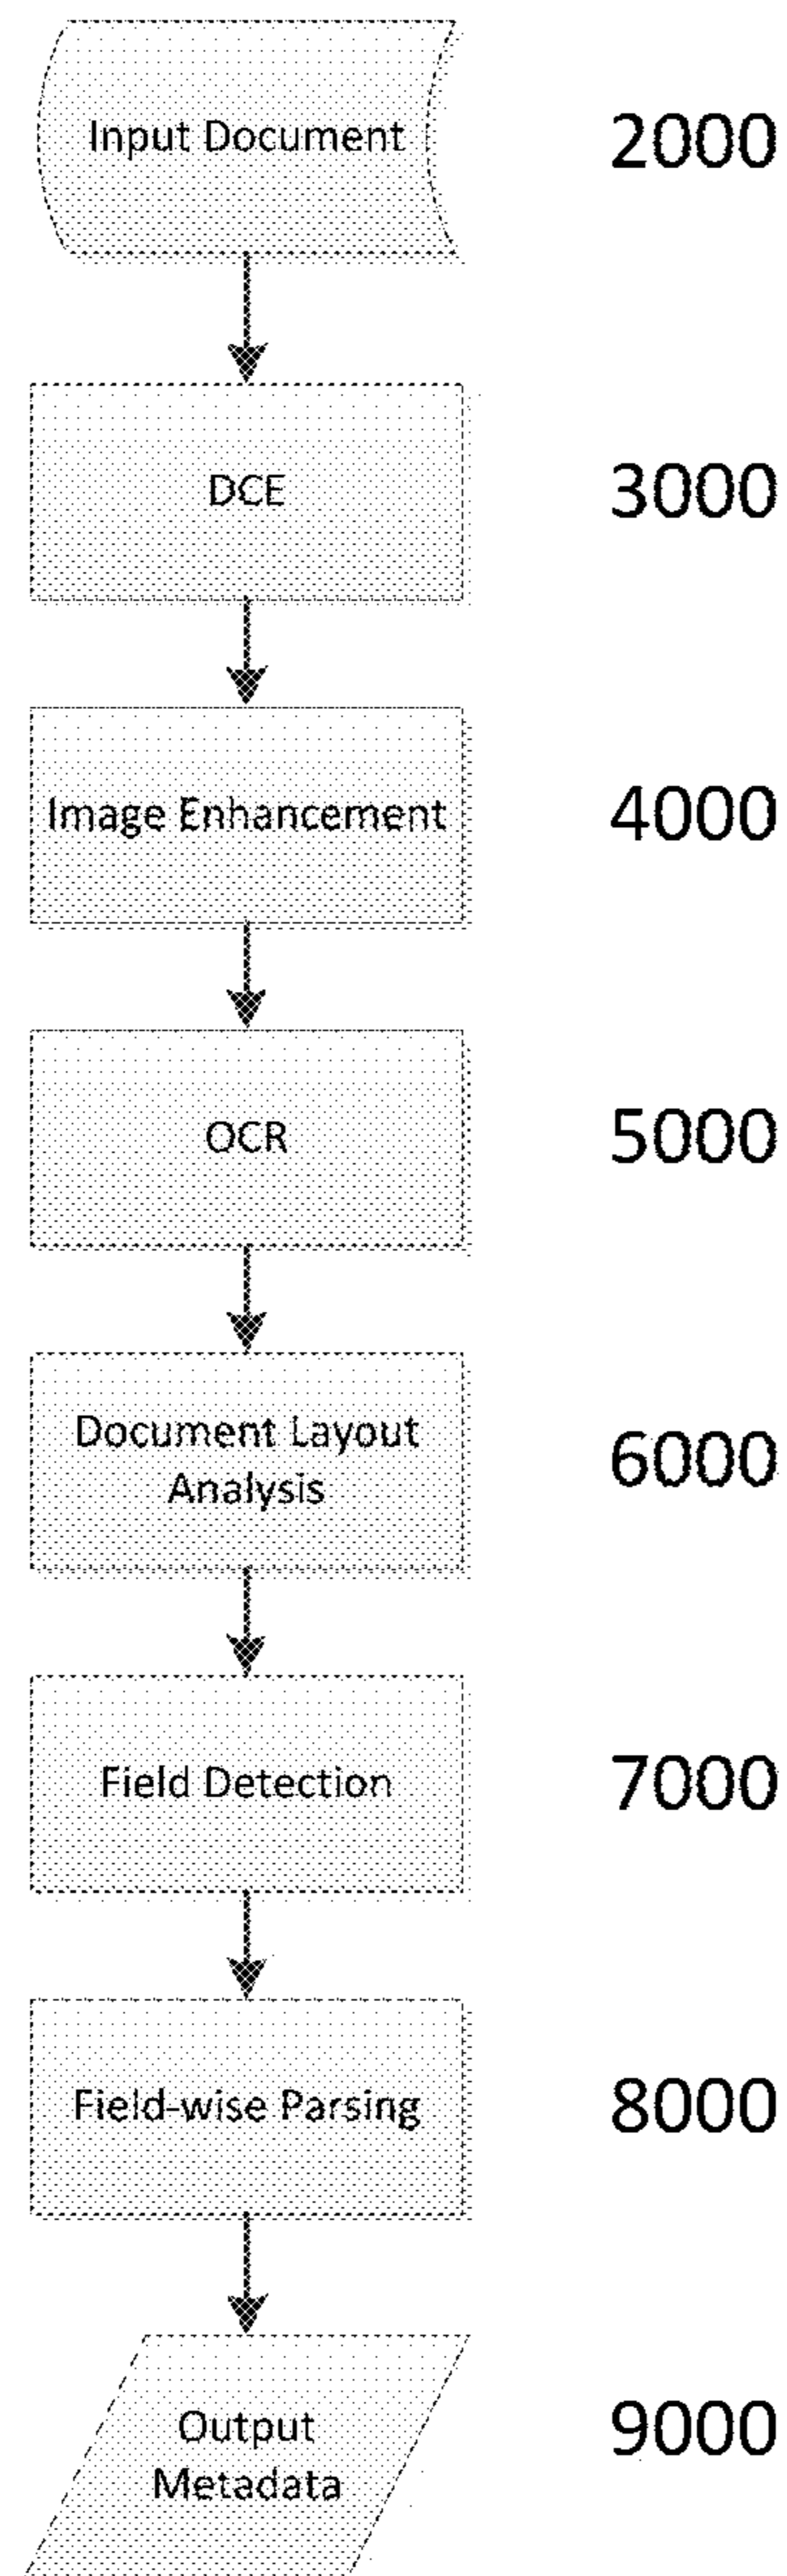 Input Document 2000
DCE 3000
Image Enhancement 4000
OCR 5000
Document Layout
Analysis
6000
Field Detection 7000
Field-wise Parsing 8000
Output
Metadata
9000